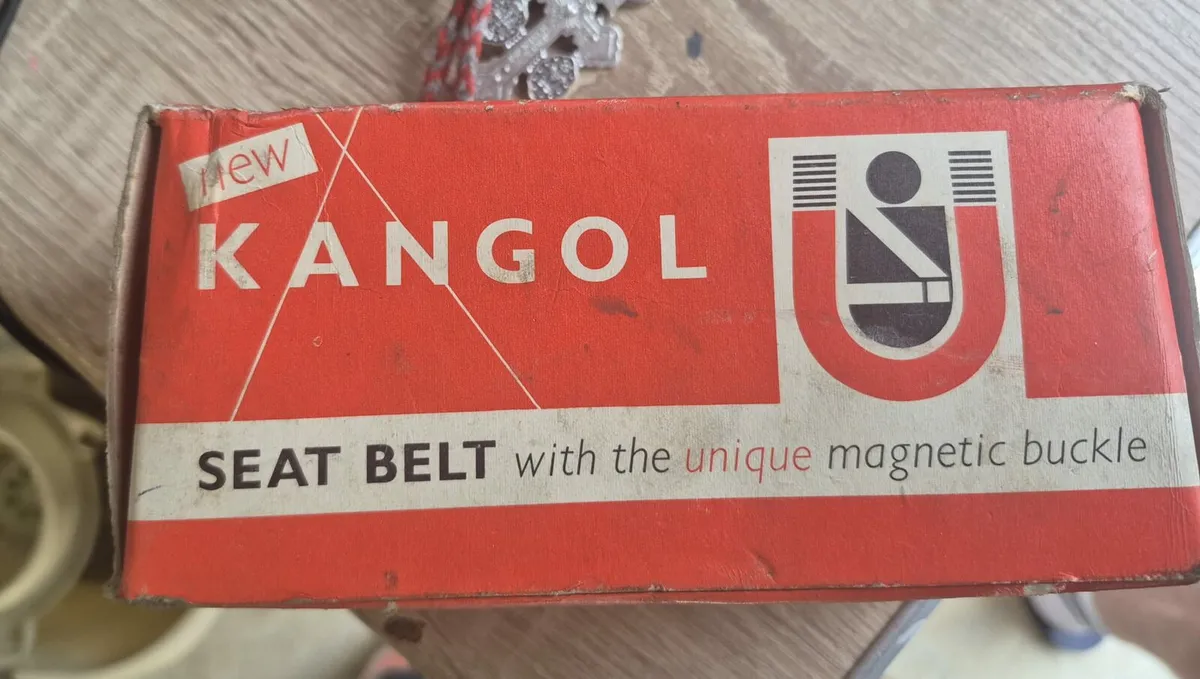 new
KANGOL
SEAT BELT with the unique magnetic buckle